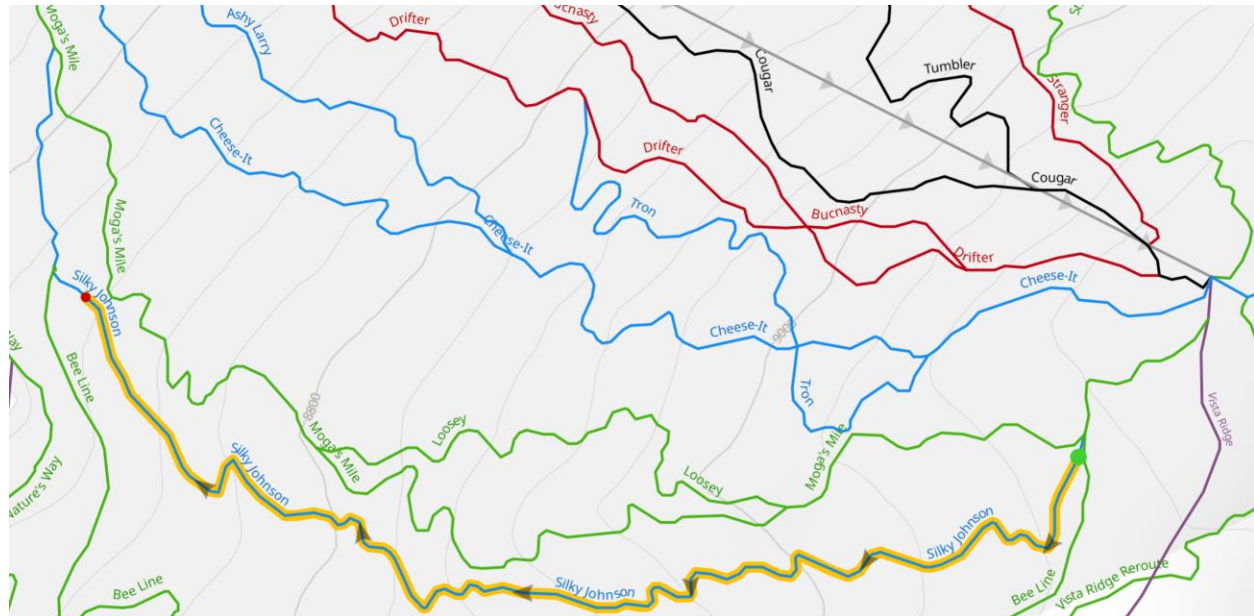 Moga's Mile
Ashy Larry
Drifter
Bucnasty
Cougar
Tumbler
Stranger
Cheese-It
Drifter
Cougar
Moga's Mile
Tron
Bucnasty
Cheese-It
Drifter
Silky Johnson
Cheese-It
Cheese-It
9000
Bee Line
Tron
Vista Ridge
8800
Loosey
Moga's Mile
Moga's Mile
Nature's Way
Silky Johnson
Loosey
Silky Johnson
Silky Johnson
Bee Line
Bee Line
Vista Ridge Reroute